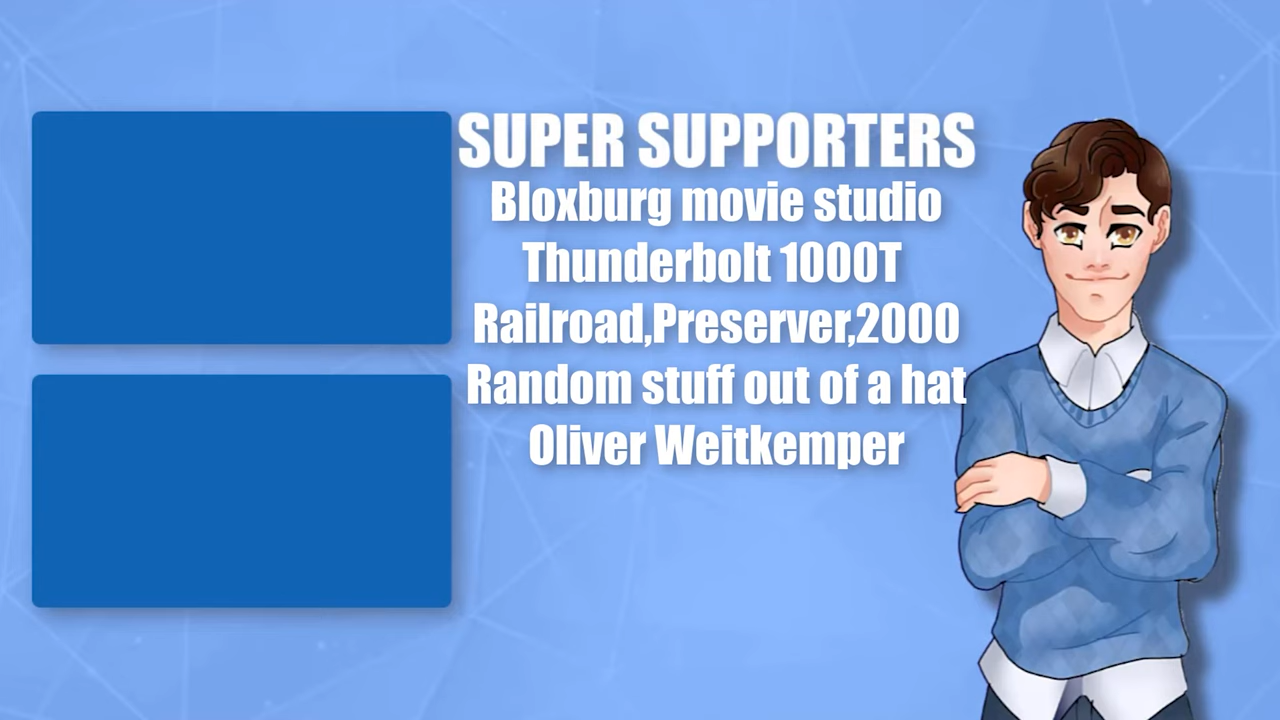 SUPER SUPPORTERS
Bloxburg movie studio
Thunderbolt 1000T
Railroad,Preserver,2000
Random stuff out of a hat
Oliver Weitkemper